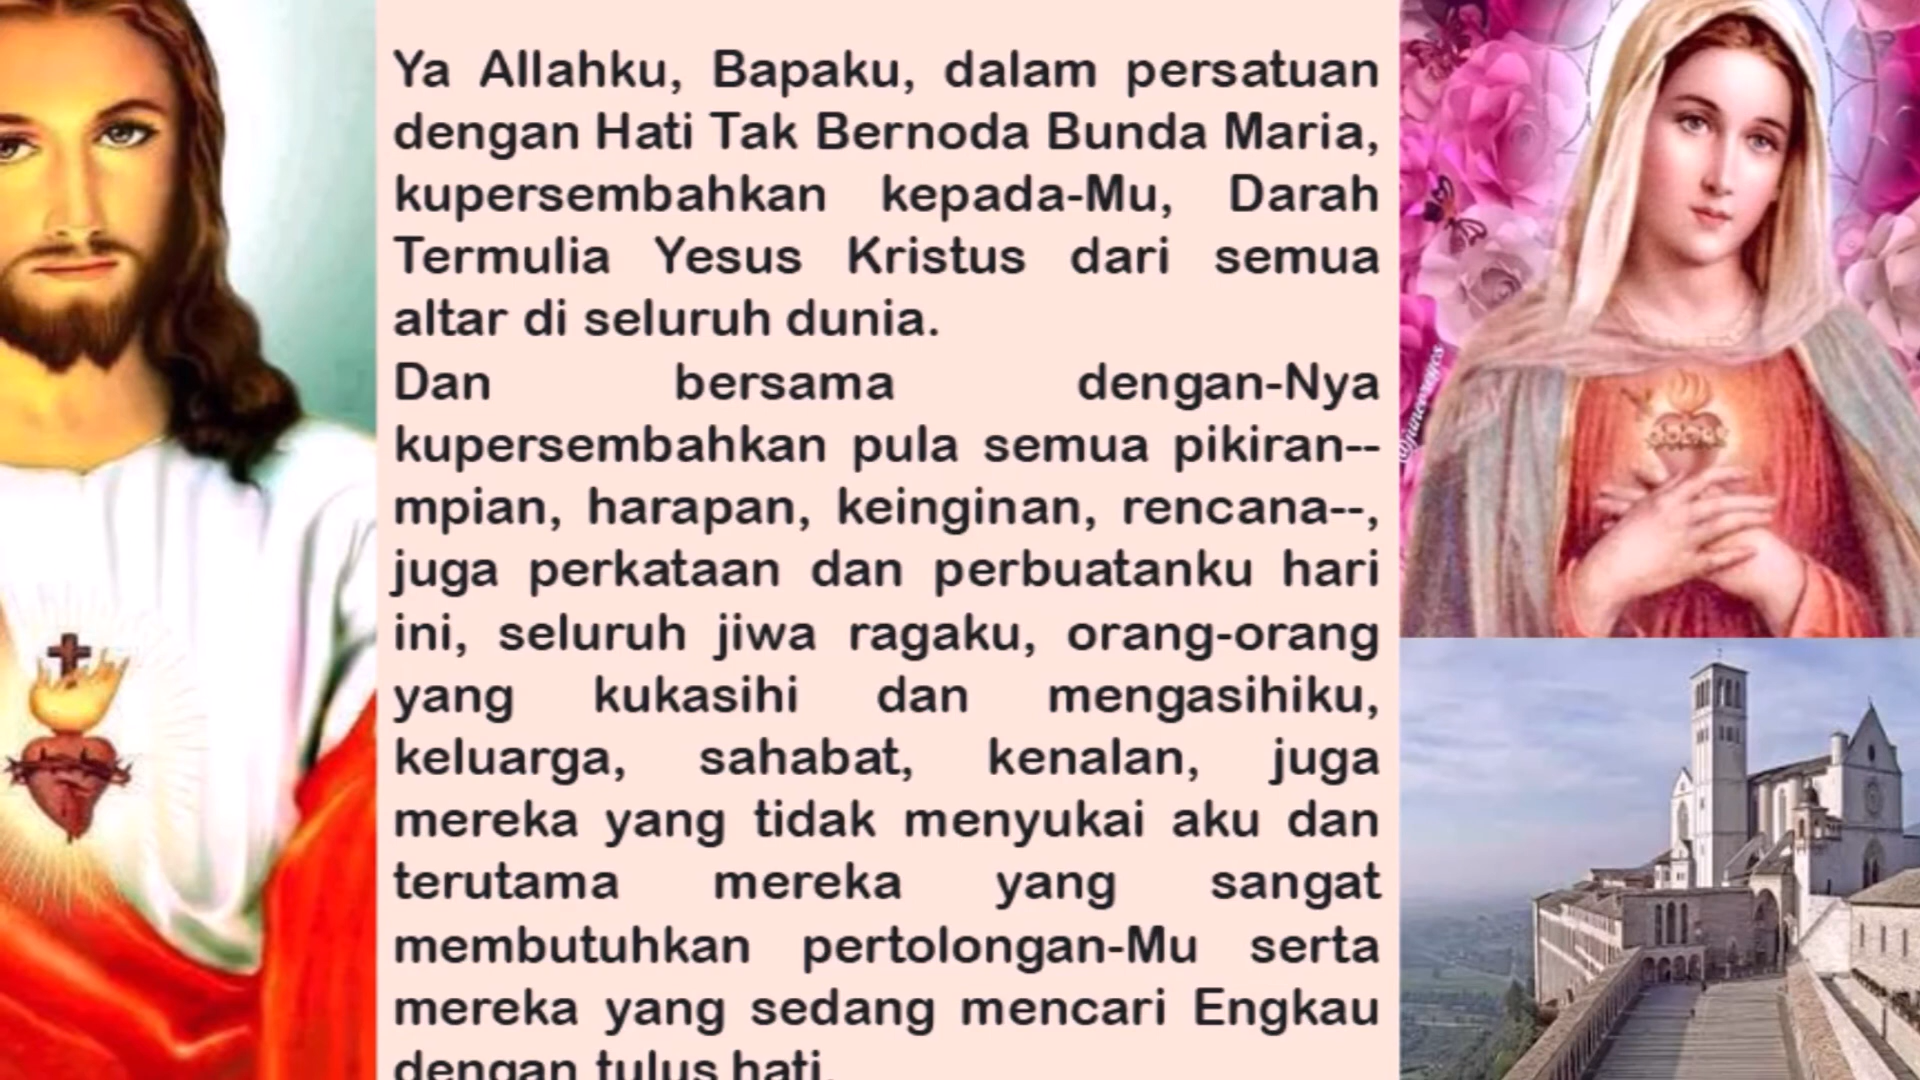 Ya Allahku, Bapaku, dalam persatuan
dengan Hati Tak Bernoda Bunda Maria,
kupersembahkan kepada-Mu, Darah
Termulia Yesus Kristus dari semua
altar di seluruh dunia.
Dan bersama dengan-Nya
kupersembahkan pula semua pikiran--
mpian, harapan, keinginan, rencana--,
juga perkataan dan perbuatanku hari
ini, seluruh jiwa ragaku, orang-orang
yang kukasihi dan mengasihiku,
keluarga, sahabat, kenalan, juga
mereka yang tidak menyukai aku dan
terutama mereka yang sangat
membutuhkan pertolongan-Mu serta
mereka yang sedang mencari Engkau
dengan tulus hati.